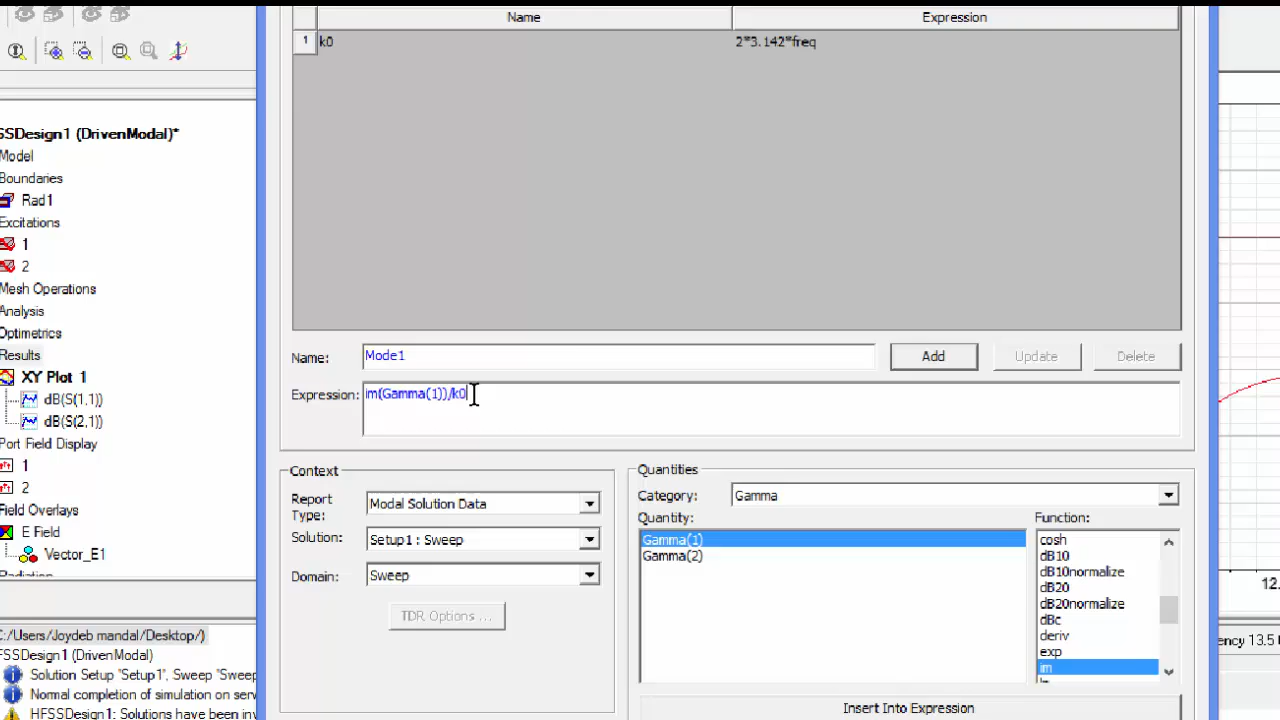 Name Expression
1 k0 2*3.142*freq
SSDesign1 (DrivenModal)*
Model
Boundaries
Rad1
Excitations
1
2
Mesh Operations
Analysis
Optimetrics
Results
XY Plot 1
dB(S(1,1))
dB(S(2,1))
Port Field Display
1
2
Field Overlays
E Field
Vector_E1
Radiation
Name: Mode1 Add Update Delete
Expression: im(Gamma(1))/k0
Context
Report Type: Modal Solution Data
Solution: Setup1 : Sweep
Domain: Sweep
TDR Options ...
Quantities
Category: Gamma
Quantity: Function:
Gamma(1)
Gamma(2)
cosh
dB10
dB10normalize
dB20
dB20normalize
dBc
deriv
exp
im
Insert Into Expression
12.
ency 13.5
C:/Users/Joydeb mandal/Desktop/)
FSSDesign1 (DrivenModal)
Solution Setup 'Setup1', Sweep 'Sweep
Normal completion of simulation on serv
HFSSDesign1: Solutions have been inv